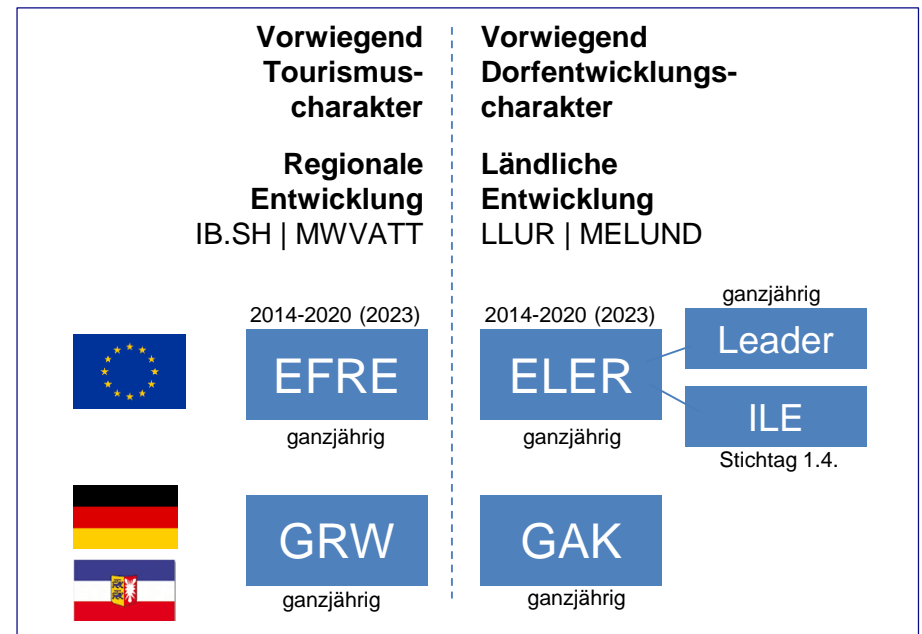 Vorwiegend
Tourismus-
charakter
Regionale
Entwicklung
IB.SH | MWVATT
Vorwiegend
Dorfentwicklungs-
charakter
Ländliche
Entwicklung
LLUR | MELUND
2014-2020 (2023)
EFRE
ganzjährig
2014-2020 (2023)
ELER
ganzjährig
ganzjährig
Leader
ILE
Stichtag 1.4.
GRW
ganzjährig
GAK
ganzjährig